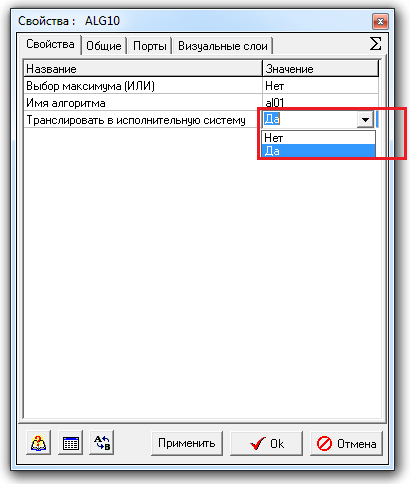 Свойства : ALG10
Свойства Общие Порты Визуальные слои Σ
Название Значение
Выбор максимума (ИЛИ) Нет
Имя алгоритма al01
Транслировать в исполнительную систему Да
Нет
Да
A B Применить Ok Отмена